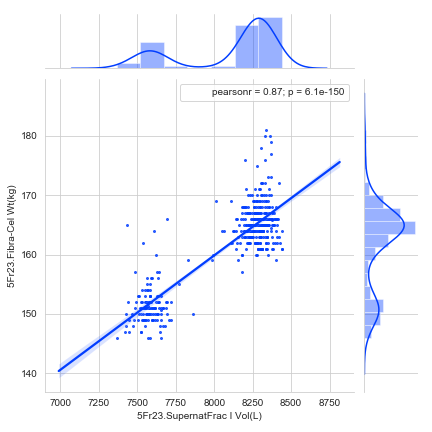 pearsonr = 0.87; p = 6.1e-150
180
170
160
150
140
5Fr23.Fibra-Cel Wt(kg)
7000 7250 7500 7750 8000 8250 8500 8750
5Fr23.SupernatFrac I Vol(L)